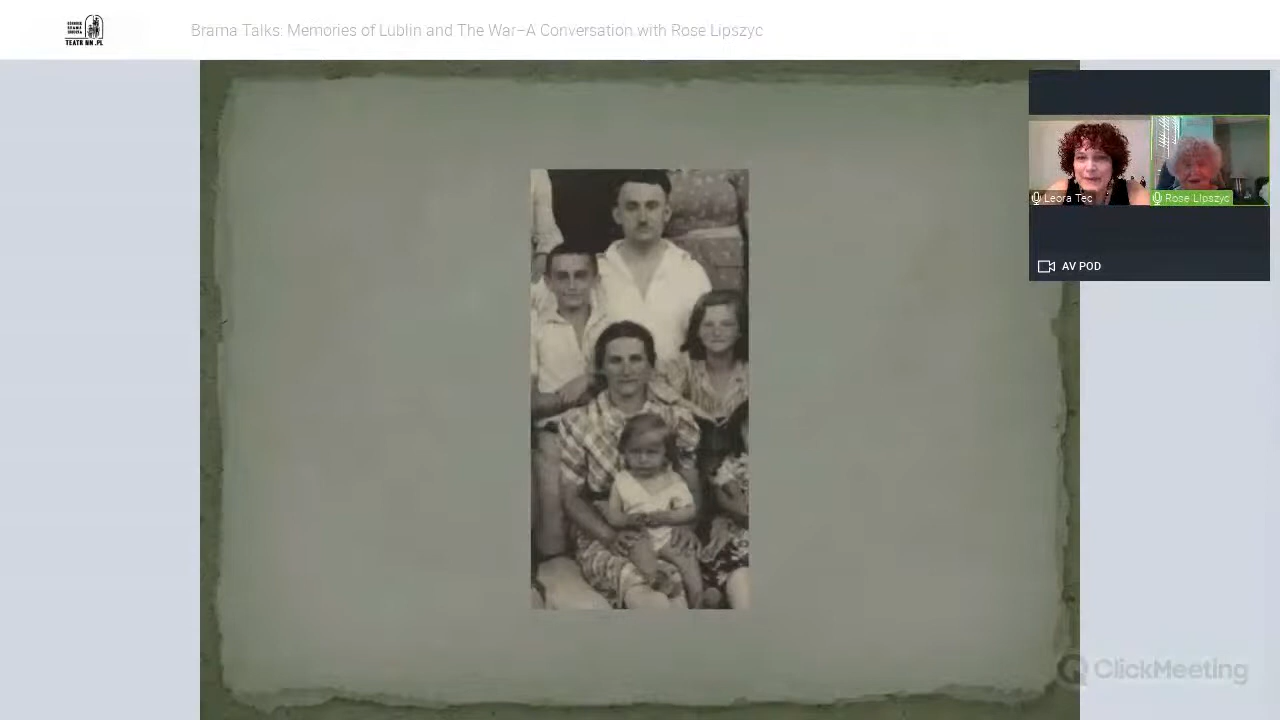 TEATR NN .PL
Brama Talks: Memories of Lublin and The War–A Conversation with Rose Lipszyc
Leora Tec
Rose Lipszyc
AV POD
ClickMeeting